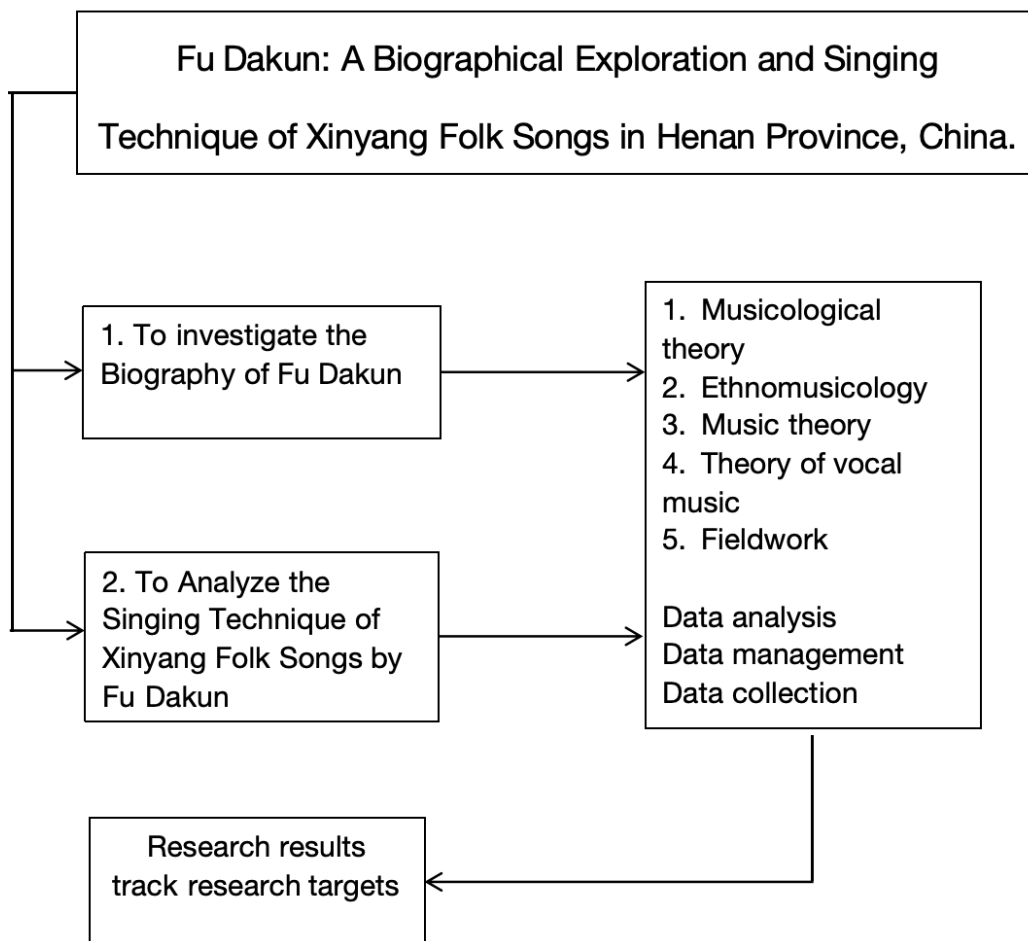 Fu Dakun: A Biographical Exploration and Singing
Technique of Xinyang Folk Songs in Henan Province, China.
1. To investigate the
Biography of Fu Dakun
1. Musicological
theory
2. Ethnomusicology
3. Music theory
4. Theory of vocal
music
5. Fieldwork
Data analysis
Data management
Data collection
2. To Analyze the
Singing Technique of
Xinyang Folk Songs by
Fu Dakun
Research results
track research targets